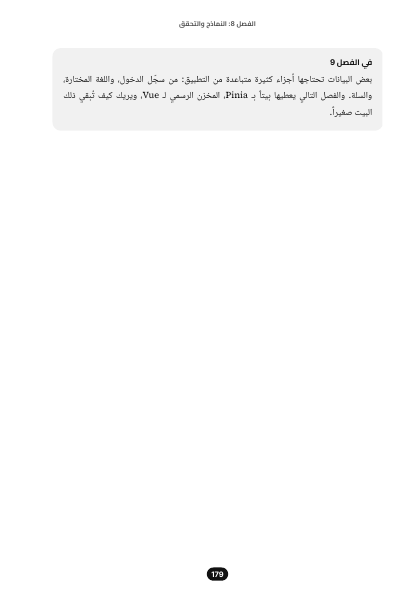 الفصل 8: النماذج والتحقق
في الفصل 9
بعض البيانات تحتاجها أجزاء كثيرة متباعدة من التطبيق: من سجّل الدخول، واللغة المختارة،
والسلة. والفصل التالي يعطيها بيتاً بـ Pinia، المخزن الرسمي لـ Vue، ويريك كيف تُبقي ذلك
البيت صغيراً.
179